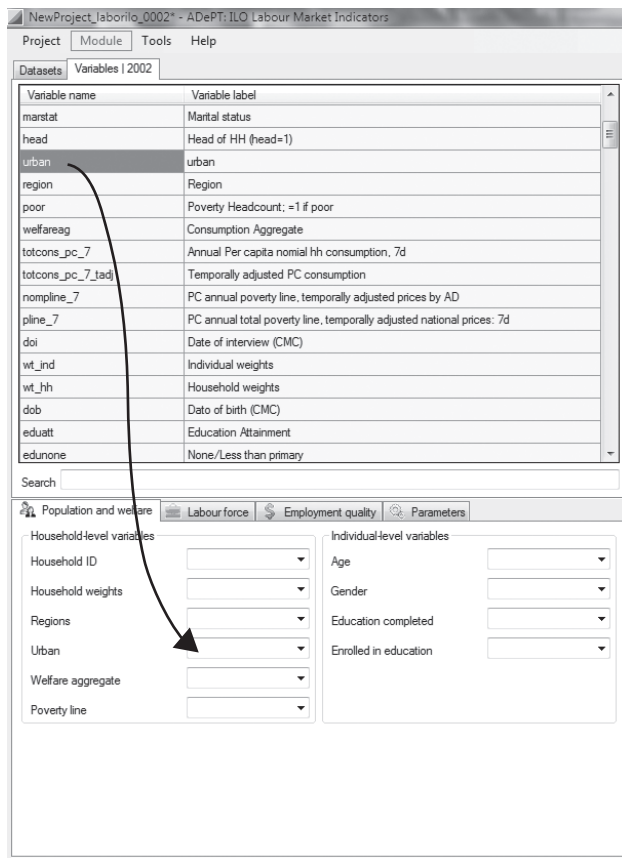 NewProject_laborilo_0002* - ADePT: ILO Labour Market Indicators
Project Module Tools Help
Datasets Variables | 2002
Variable name Variable label
marstat Marital status
head Head of HH (head=1)
urban urban
region Region
poor Poverty Headcount; =1 if poor
welfareag Consumption Aggregate
totcons_pc_7 Annual Per capita nomial hh consumption, 7d
totcons_pc_7_tadj Temporally adjusted PC consumption
nompline_7 PC annual poverty line, temporally adjusted prices by AD
pline_7 PC annual total poverty line, temporally adjusted national prices: 7d
doi Date of interview (CMC)
wt_ind Individual weights
wt_hh Household weights
dob Dato of birth (CMC)
eduatt Education Attainment
edunone None/Less than primary
Search
Population and welfare Labour force Employment quality Parameters
Household-level variables Individual-level variables
Household ID Age
Household weights Gender
Regions Education completed
Urban Enrolled in education
Welfare aggregate
Poverty line